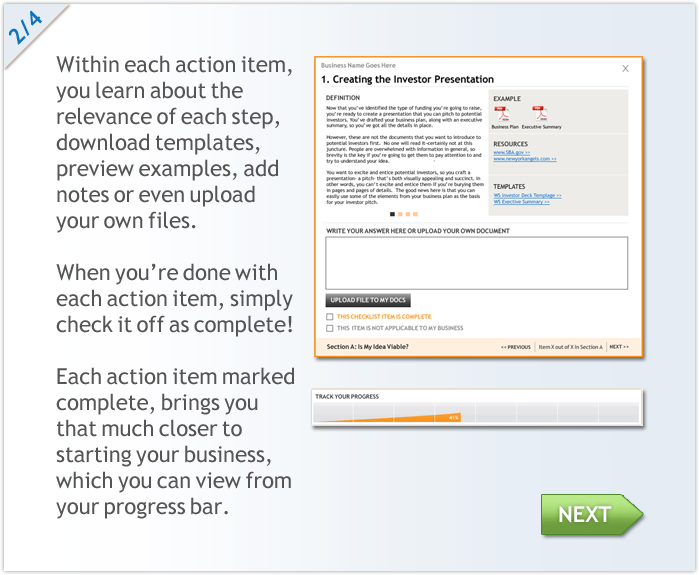 2/4
Within each action item,
you learn about the
relevance of each step,
download templates,
preview examples, add
notes or even upload
your own files.
When you're done with
each action item, simply
check it off as complete!
Each action item marked
complete, brings you
that much closer to
starting your business,
which you can view from
your progress bar.
Business Name Goes Here
X
1. Creating the Investor Presentation
DEFINITION
Now that you've identified the type of funding you're going to raise,
you're ready to create a presentation that you can pitch to potential
investors. You've drafted your business plan, along with an executive
summary, so you've got all the details in place.
However, these are not the documents that you want to introduce to
potential investors first. No one will read it-certainly not at this
juncture. People are overwhelmed with information in general, so
brevity is the key if you're going to get them to pay attention to and
try to understand your idea.
You want to excite and entice potential investors, so you craft a
presentation- a pitch- that's both visually appealing and succinct. In
other words, you can't excite and entice them if you're burying them
in pages and pages of details. The good news here is that you can
easily use some of the elements from your business plan as the basis
for your investor pitch.
EXAMPLE
Business Plan Executive Summary
RESOURCES
www.SBA.gov >>
www.newyorkangels.com >>
TEMPLATES
WS Investor Deck Templage >>
WS Exective Summary >>
WRITE YOUR ANSWER HERE OR UPLOAD YOUR OWN DOCUMENT
UPLOAD FILE TO MY DOCS
THIS CHECKLIST ITEM IS COMPLETE
THIS ITEM IS NOT APPLICABLE TO MY BUSINESS
Section A: Is My Idea Viable? << PREVIOUS Item X out of X in Section A NEXT >>
TRACK YOUR PROGRESS
41%
NEXT